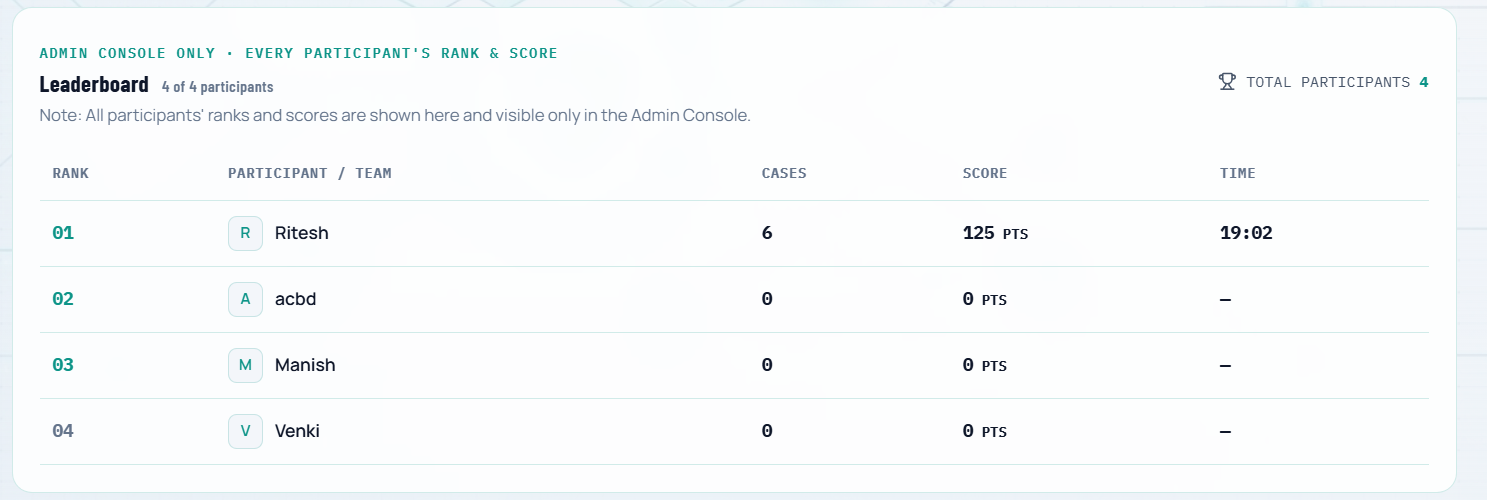 ADMIN CONSOLE ONLY · EVERY PARTICIPANT'S RANK & SCORE
Leaderboard 4 of 4 participants
TOTAL PARTICIPANTS 4
Note: All participants' ranks and scores are shown here and visible only in the Admin Console.
RANK PARTICIPANT / TEAM CASES SCORE TIME
01 R Ritesh 6 125 PTS 19:02
02 A acbd 0 0 PTS —
03 M Manish 0 0 PTS —
04 V Venki 0 0 PTS —